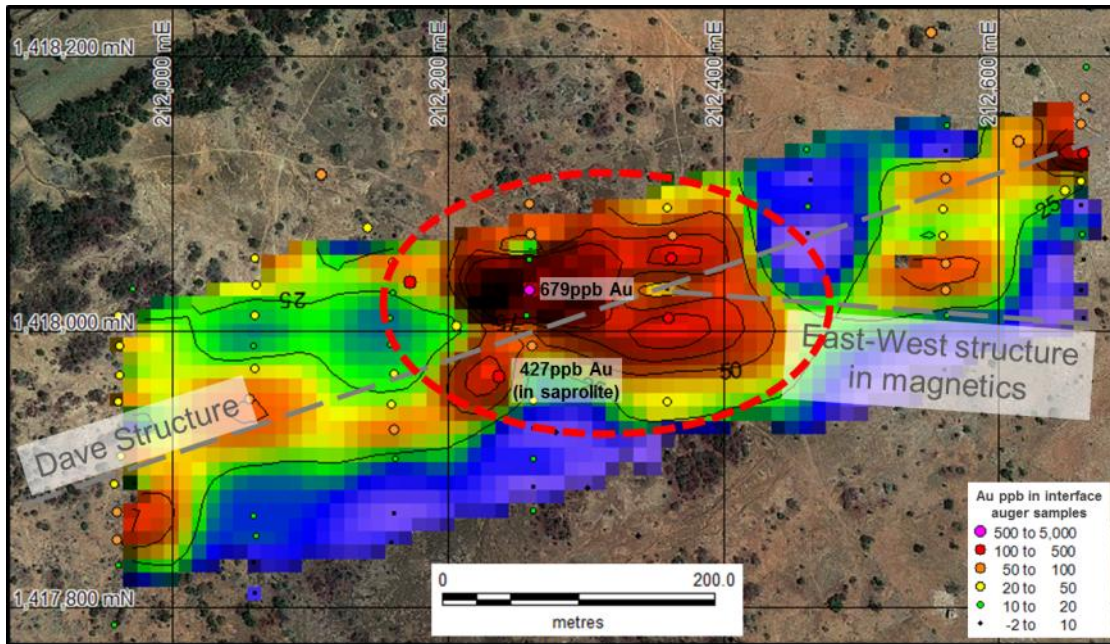 1,418,200 mN
212,000 mE
212,200 mE
212,400 mE
212,600 mE
25
679ppb Au
1,418,000 mN
427ppb Au
(in saprolite)
50
25
East-West structure
in magnetics
Dave Structure
0 200.0
metres
1,417,800 mN
Au ppb in interface
auger samples
500 to 5,000
100 to 500
50 to 100
20 to 50
10 to 20
-2 to 10